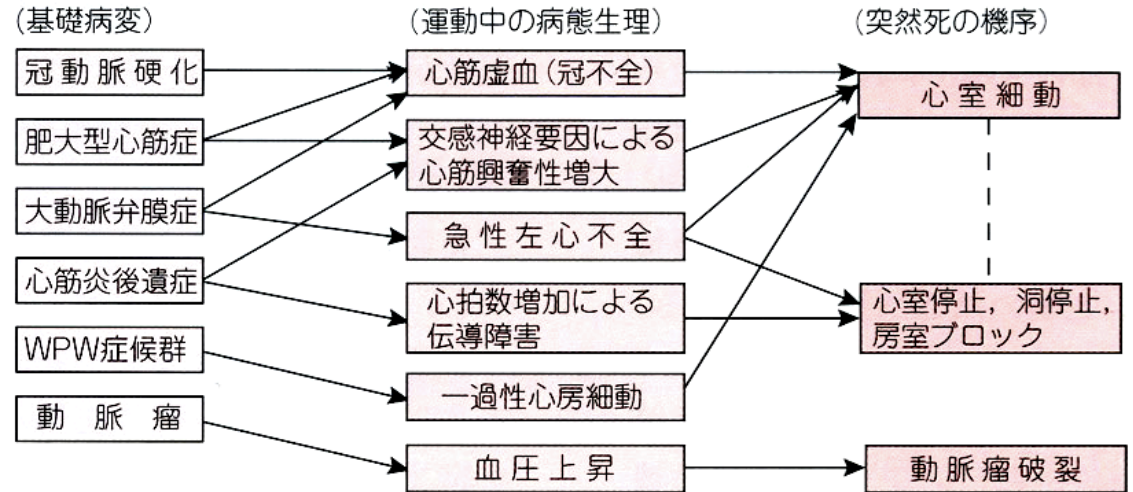 (基礎病変)
冠動脈硬化
肥大型心筋症
大動脈弁膜症
心筋炎後遺症
WPW症候群
動脈瘤
(運動中の病態生理)
心筋虚血(冠不全)
交感神経要因による
心筋興奮性増大
急性左心不全
心拍数増加による
伝導障害
一過性心房細動
血圧上昇
(突然死の機序)
心室細動
心室停止，洞停止，
房室ブロック
動脈瘤破裂